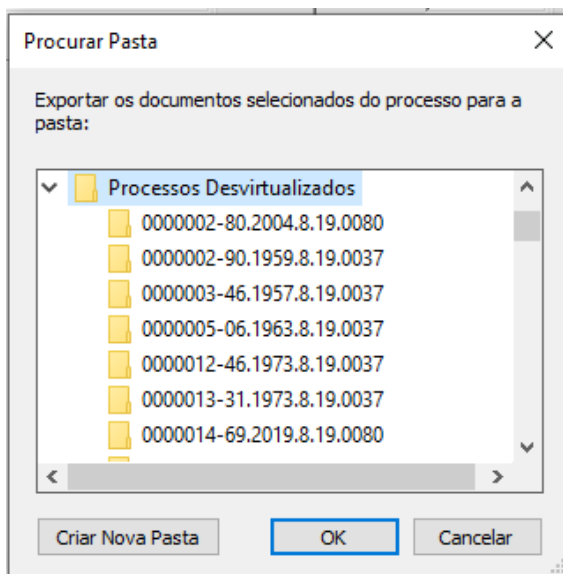 Procurar Pasta
Exportar os documentos selecionados do processo para a
pasta:
Processos Desvirtualizados
0000002-80.2004.8.19.0080
0000002-90.1959.8.19.0037
0000003-46.1957.8.19.0037
0000005-06.1963.8.19.0037
0000012-46.1973.8.19.0037
0000013-31.1973.8.19.0037
0000014-69.2019.8.19.0080
Criar Nova Pasta OK Cancelar